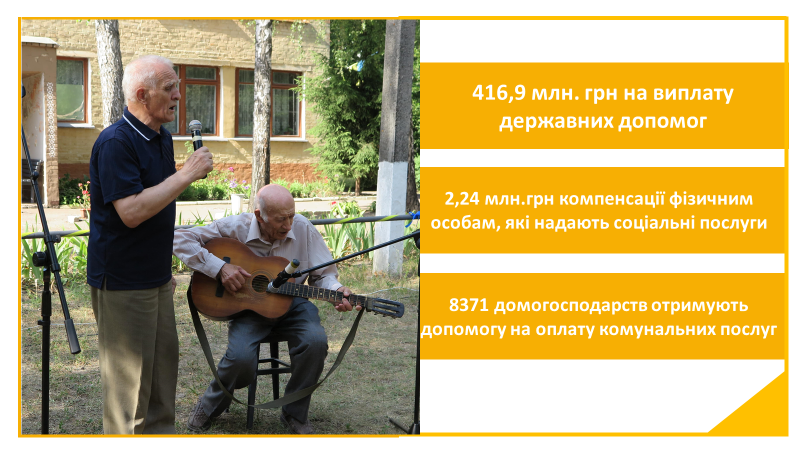 416,9 млн. грн на виплату
державних допомог
2,24 млн.грн компенсації фізичним
особам, які надають соціальні послуги
8371 домогосподарств отримують
допомогу на оплату комунальних послуг